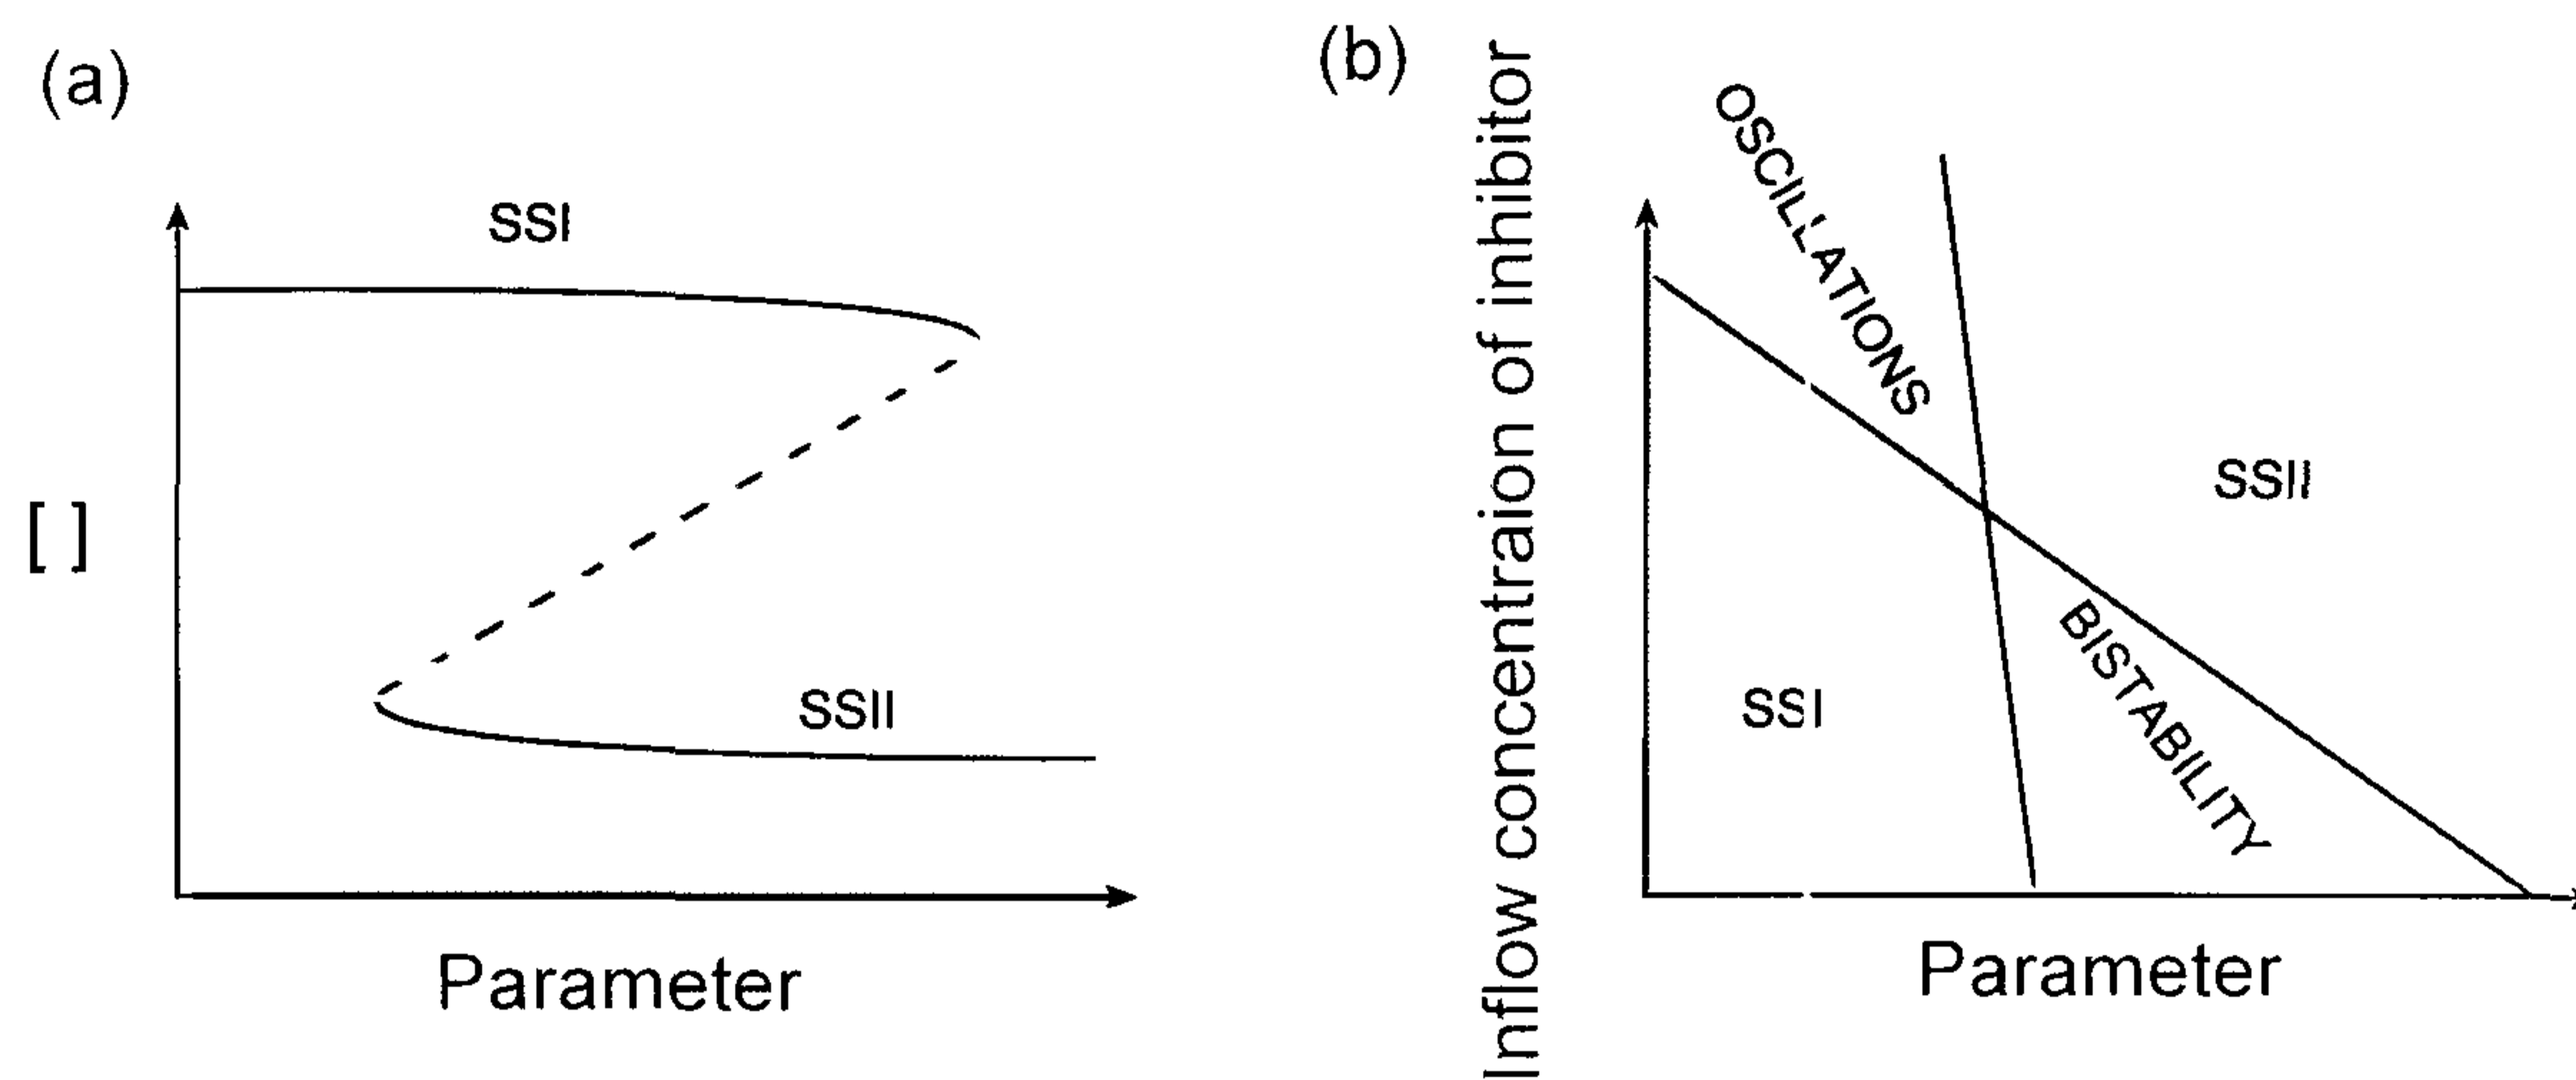 (a)
SSI
[ ]
SSII
Parameter
(b)
Inflow concentraion of inhibitor
OSCILLATIONS
SSII
SSI
BISTABILITY
Parameter